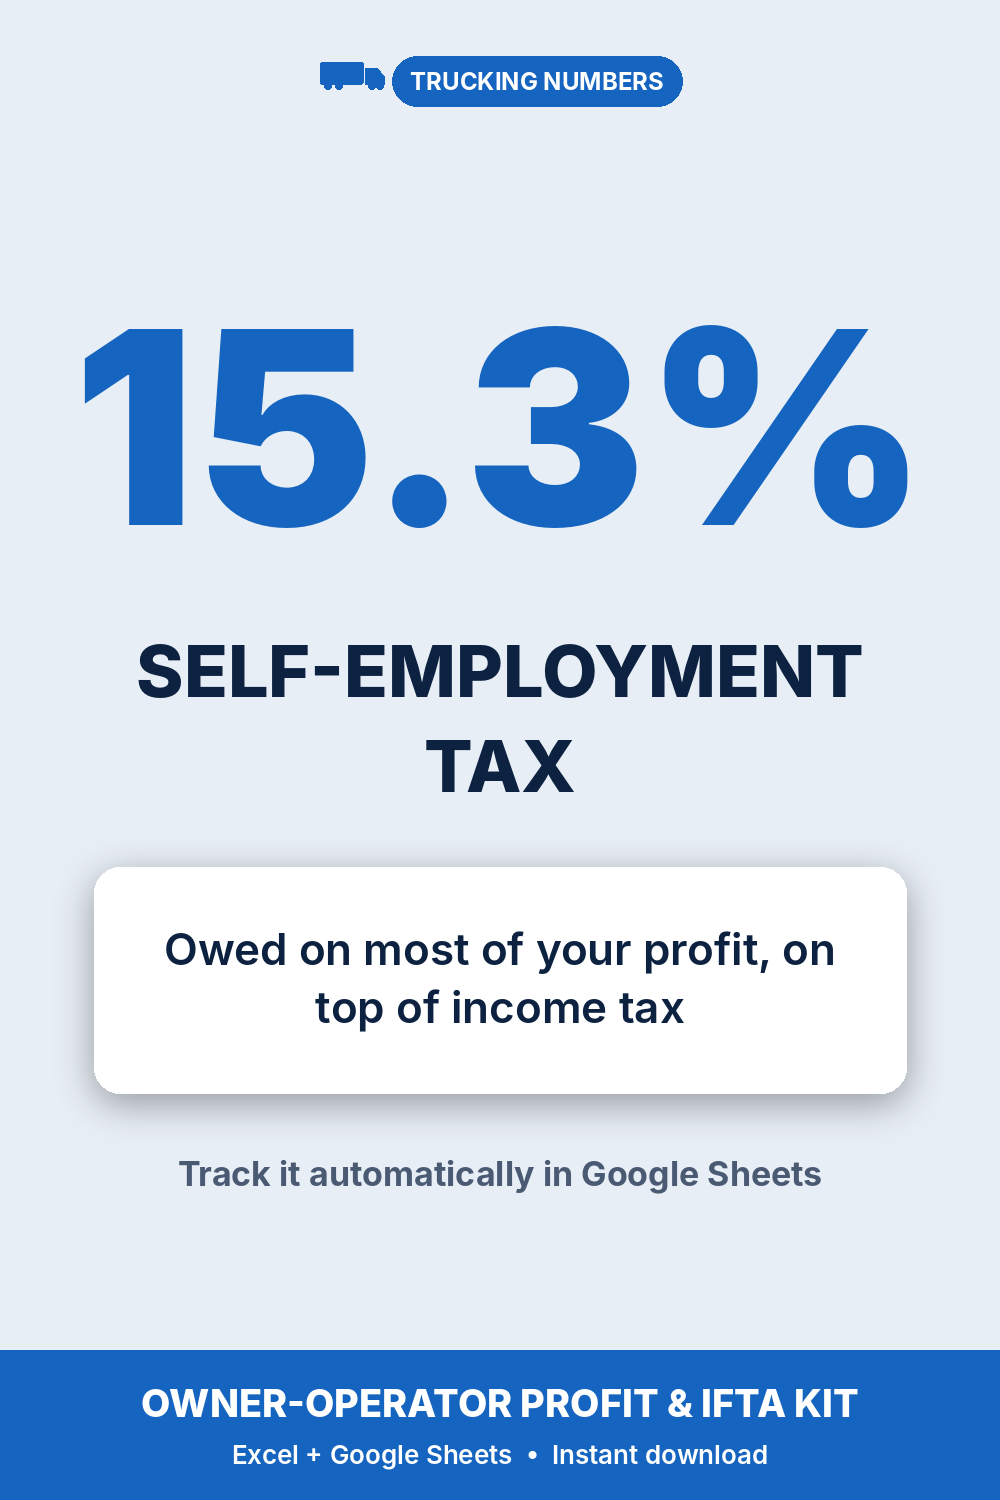 TRUCKING NUMBERS
15.3%
SELF-EMPLOYMENT
TAX
Owed on most of your profit, on
top of income tax
Track it automatically in Google Sheets
OWNER-OPERATOR PROFIT & IFTA KIT
Excel + Google Sheets • Instant download